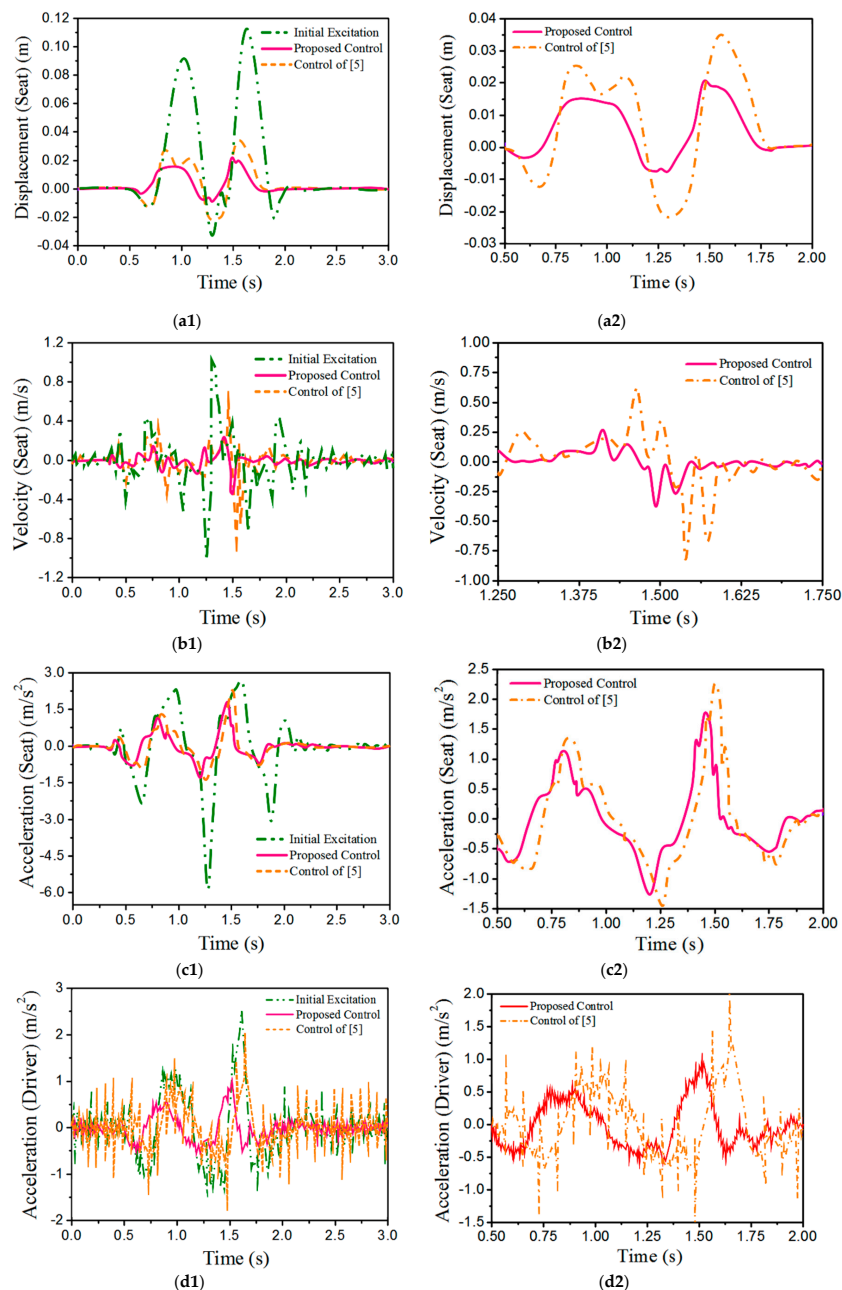 0.12
0.10
0.08
0.06
0.04
0.02
0.00
-0.02
-0.04
Displacement (Seat) (m)
Initial Excitation
Proposed Control
Control of [5]
0.0 0.5 1.0 1.5 2.0 2.5 3.0
Time (s)
(a1)
0.04
0.03
0.02
0.01
0.00
-0.01
-0.02
-0.03
Displacement (Seat) (m)
Proposed Control
Control of [5]
0.50 0.75 1.00 1.25 1.50 1.75 2.00
Time (s)
(a2)
1.2
0.8
0.4
0.0
-0.4
-0.8
-1.2
Velocity (Seat) (m/s)
Initial Excitation
Proposed Control
Control of [5]
0.0 0.5 1.0 1.5 2.0 2.5 3.0
Time (s)
(b1)
1.00
0.75
0.50
0.25
0.00
-0.25
-0.50
-0.75
-1.00
Velocity (Seat) (m/s)
Proposed Control
Control of [5]
1.250 1.375 1.500 1.625 1.750
Time (s)
(b2)
3.0
1.5
0.0
-1.5
-3.0
-4.5
-6.0
Acceleration (Seat) (m/s²)
Initial Excitation
Proposed Control
Control of [5]
0.0 0.5 1.0 1.5 2.0 2.5 3.0
Time (s)
(c1)
2.5
2.0
1.5
1.0
0.5
0.0
-0.5
-1.0
-1.5
Acceleration (Seat) (m/s²)
Proposed Control
Control of [5]
0.50 0.75 1.00 1.25 1.50 1.75 2.00
Time (s)
(c2)
3
2
1
0
-1
-2
Acceleration (Driver) (m/s²)
Initial Excitation
Proposed Control
Control of [5]
0.0 0.5 1.0 1.5 2.0 2.5 3.0
Time (s)
(d1)
2.0
1.5
1.0
0.5
0.0
-0.5
-1.0
-1.5
Acceleration (Driver) (m/s²)
Proposed Control
Control of [5]
0.50 0.75 1.00 1.25 1.50 1.75 2.00
Time (s)
(d2)